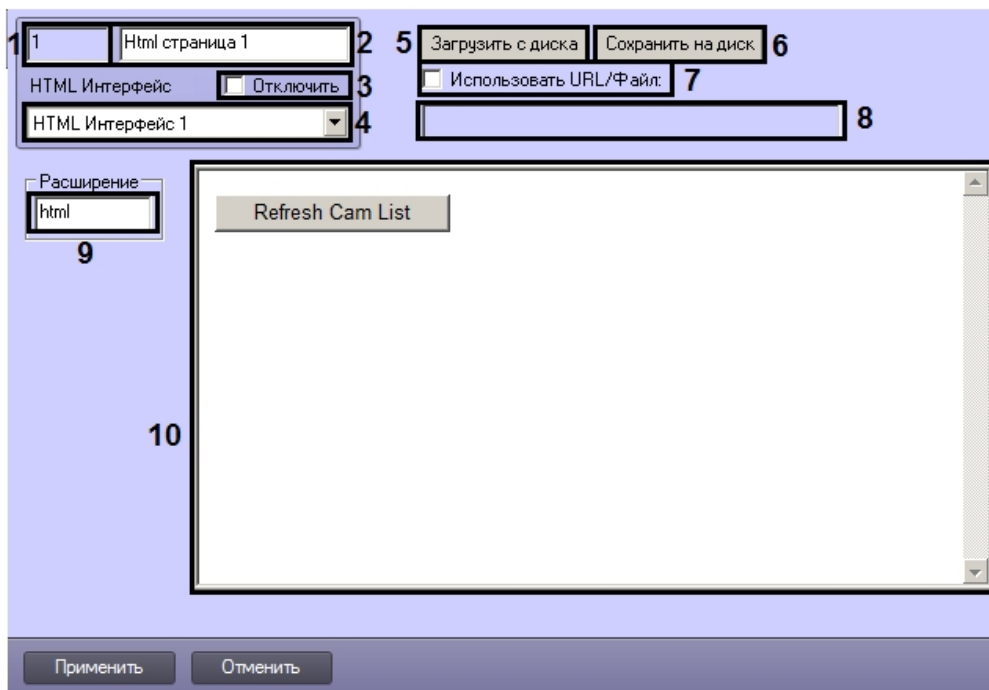 1 1 Html страница 1 2 5 Загрузить с диска Сохранить на диск 6
HTML Интерфейс Отключить 3 Использовать URL/Файл: 7
HTML Интерфейс 1 4 8
Расширение
html
9
Refresh Cam List
10
Применить Отменить